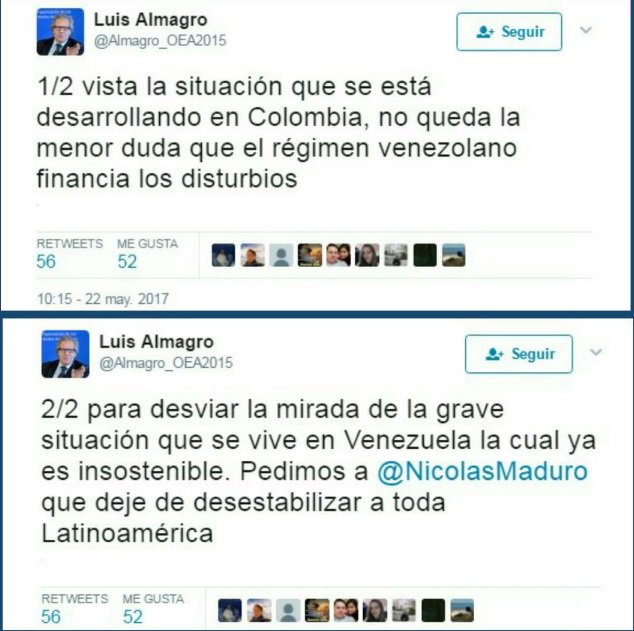 Luis Almagro
@Almagro_OEA2015
Seguir
1/2 vista la situación que se está
desarrollando en Colombia, no queda la
menor duda que el régimen venezolano
financia los disturbios
RETWEETS ME GUSTA
56 52
10:15 - 22 may. 2017
Luis Almagro
@Almagro_OEA2015
Seguir
2/2 para desviar la mirada de la grave
situación que se vive en Venezuela la cual ya
es insostenible. Pedimos a @NicolasMaduro
que deje de desestabilizar a toda
Latinoamérica
RETWEETS ME GUSTA
56 52